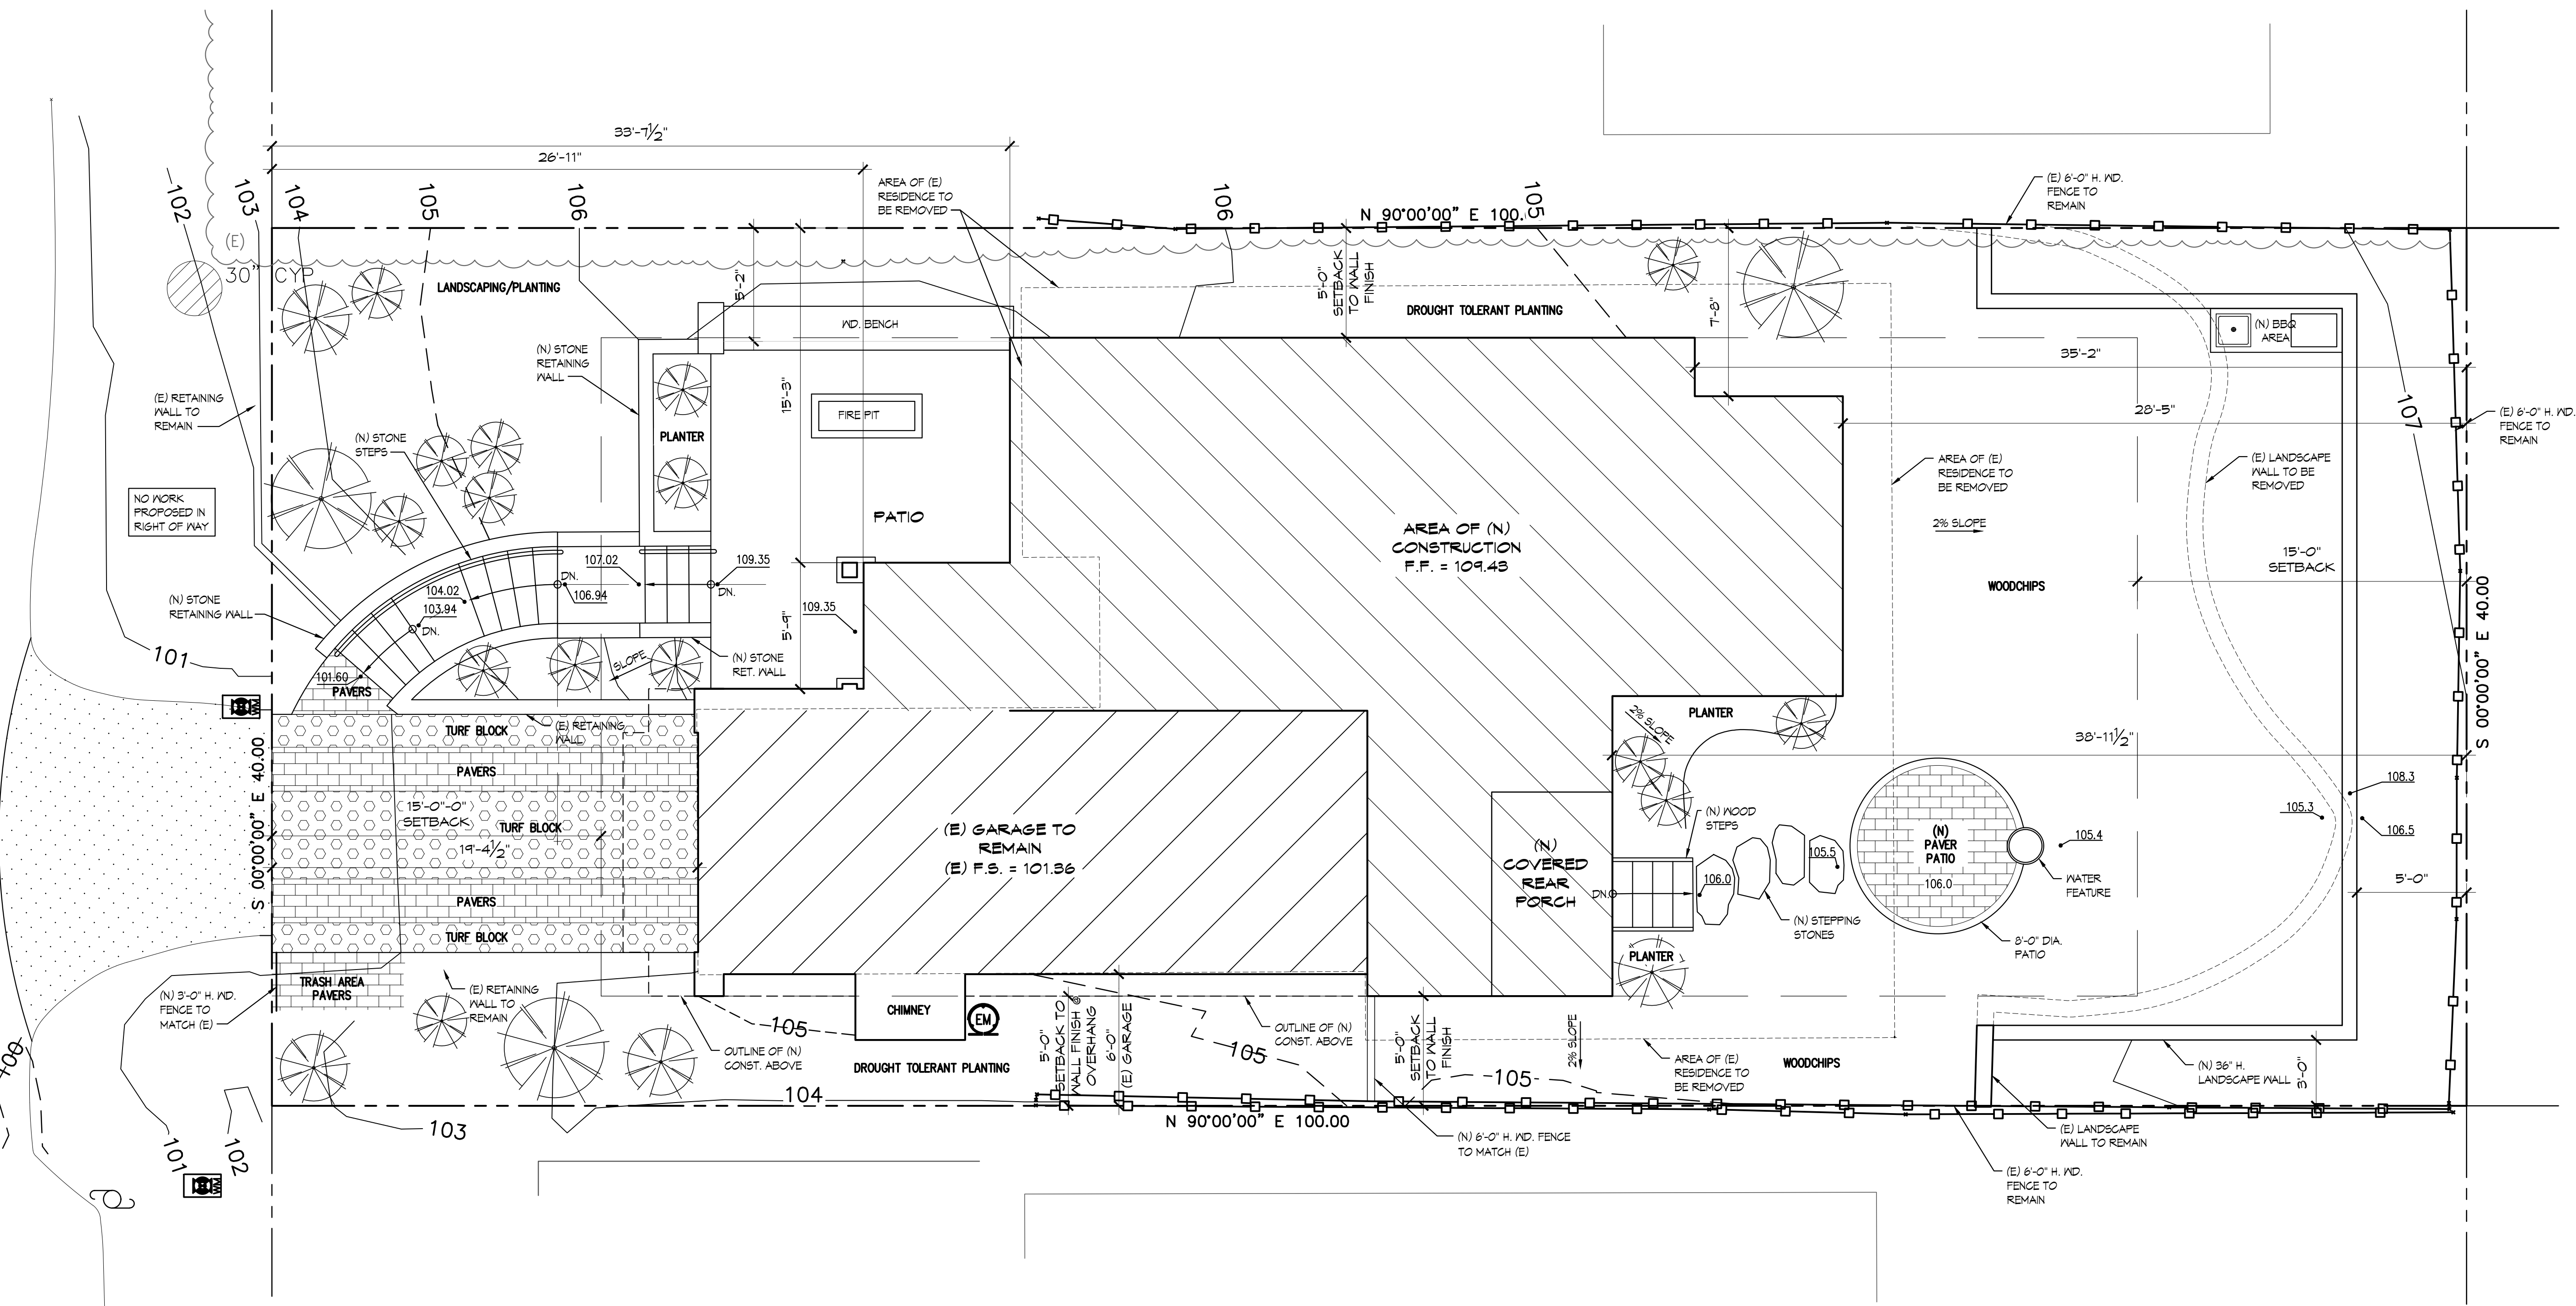 33'-7½"
26'-11"
AREA OF (E)
RESIDENCE TO
BE REMOVED
(E) 6'-0" H. WD.
FENCE TO
REMAIN
102
103
104
105
106
106
105
N 90°00'00" E 100.
(E)
30" CYP
LANDSCAPING/PLANTING
5'-2"
WD. BENCH
5'-0"
SETBACK
TO WALL
FINISH
DROUGHT TOLERANT PLANTING
7'-8"
(N) BBQ
AREA
35'-2"
(N) STONE
RETAINING
WALL
15'-3"
FIRE PIT
(E) RETAINING
WALL TO
REMAIN
28'-5"
107
(E) 6'-0" H. WD.
FENCE TO
REMAIN
(N) STONE
STEPS
PLANTER
AREA OF (E)
RESIDENCE TO
BE REMOVED
(E) LANDSCAPE
WALL TO BE
REMOVED
NO WORK
PROPOSED IN
RIGHT OF WAY
PATIO
AREA OF (N)
CONSTRUCTION
F.F. = 109.43
2% SLOPE
15'-0"
SETBACK
107.02
109.35
DN.
106.94
DN.
104.02
103.94
DN.
109.35
5'-9"
WOODCHIPS
(N) STONE
RETAINING WALL
S 00°00'00" E 40.00
101
SLOPE
(N) STONE
RET. WALL
101.60
PAVERS
WM
TURF BLOCK
(E) RETAINING
WALL
PLANTER
2% SLOPE
38'-11½"
PAVERS
S 00°00'00" E 40.00
15'-0"-0"
SETBACK
TURF BLOCK
19'-4½"
(E) GARAGE TO
REMAIN
(E) F.S. = 101.36
(N) WOOD
STEPS
(N)
COVERED
REAR
PORCH
DN.
106.0
105.5
(N)
PAVER
PATIO
106.0
105.4
105.3
108.3
106.5
WATER
FEATURE
5'-0"
PAVERS
TURF BLOCK
(N) STEPPING
STONES
8'-0" DIA.
PATIO
PLANTER
TRASH AREA
PAVERS
(N) 3'-0" H. WD.
FENCE TO
MATCH (E)
(E) RETAINING
WALL TO
REMAIN
CHIMNEY
EM
105
OUTLINE OF (N)
CONST. ABOVE
5'-0"
SETBACK TO
WALL FINISH @
OVERHANG
6'-0"
(E) GARAGE
OUTLINE OF (N)
CONST. ABOVE
105
5'-0"
SETBACK
TO WALL
FINISH
2% SLOPE
AREA OF (E)
RESIDENCE TO
BE REMOVED
WOODCHIPS
(N) 36" H.
LANDSCAPE WALL
3'-0"
DROUGHT TOLERANT PLANTING
105
104
100
103
N 90°00'00" E 100.00
(N) 6'-0" H. WD. FENCE
TO MATCH (E)
(E) LANDSCAPE
WALL TO REMAIN
101
102
WM
(E) 6'-0" H. WD.
FENCE TO
REMAIN